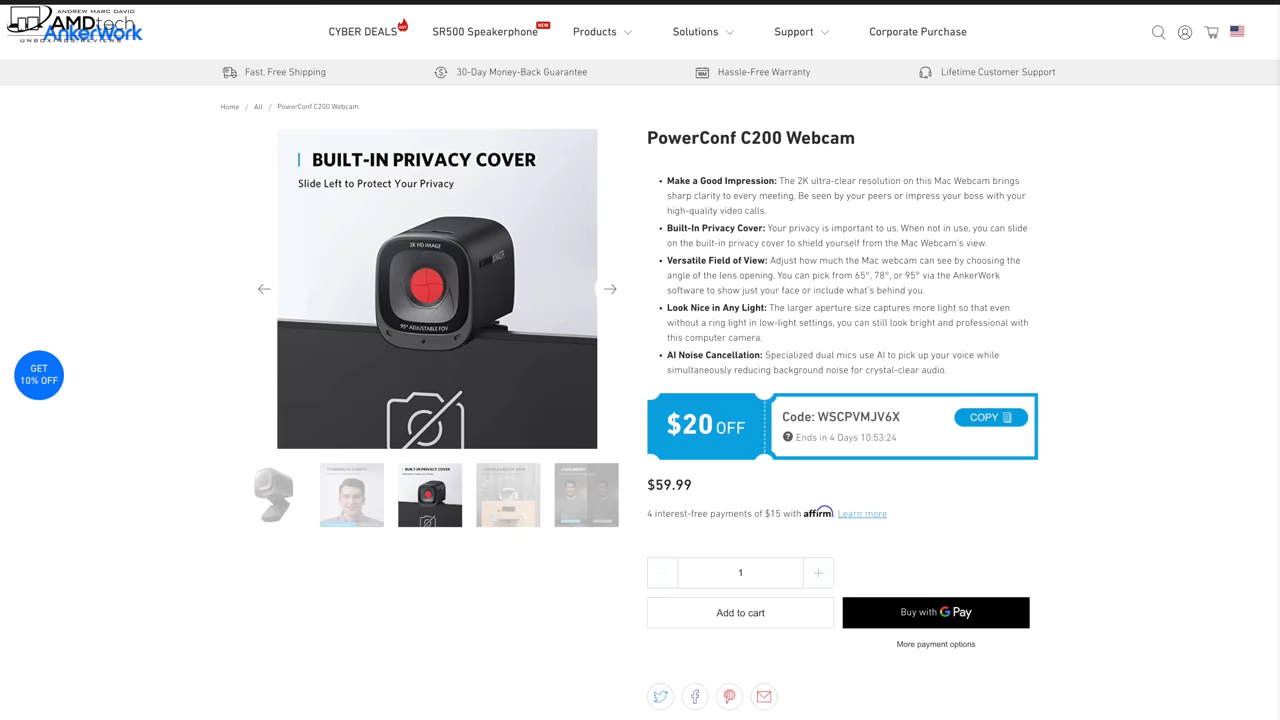 ANDREW MARC DAVID
AMDtech
UNBOXINGS|REVIEWS
AnkerWork
CYBER DEALS
HOT
SR500 Speakerphone
NEW
Products
Solutions
Support
Corporate Purchase
Fast, Free Shipping
30-Day Money-Back Guarantee
Hassle-Free Warranty
Lifetime Customer Support
Home / All / PowerConf C200 Webcam
BUILT-IN PRIVACY COVER
Slide Left to Protect Your Privacy
2K HD IMAGE
ANKER
95° ADJUSTABLE FOV
PowerConf C200 Webcam
• Make a Good Impression: The 2K ultra-clear resolution on this Mac Webcam brings
sharp clarity to every meeting. Be seen by your peers or impress your boss with your
high-quality video calls.
• Built-In Privacy Cover: Your privacy is important to us. When not in use, you can slide
on the built-in privacy cover to shield yourself from the Mac Webcam's view.
• Versatile Field of View: Adjust how much the Mac webcam can see by choosing the
angle of the lens opening. You can pick from 65°, 78°, or 95° via the AnkerWork
software to show just your face or include what's behind you.
• Look Nice in Any Light: The larger aperture size captures more light so that even
without a ring light in low-light settings, you can still look bright and professional with
this computer camera.
• AI Noise Cancellation: Specialized dual mics use AI to pick up your voice while
simultaneously reducing background noise for crystal-clear audio.
GET
10% OFF
$20 OFF
Code: WSCPVMJV6X
COPY
Ends in 4 Days 10:53:24
$59.99
4 interest-free payments of $15 with affirm. Learn more
BUILT-IN PRIVACY COVER
1
Add to cart
Buy with G Pay
More payment options